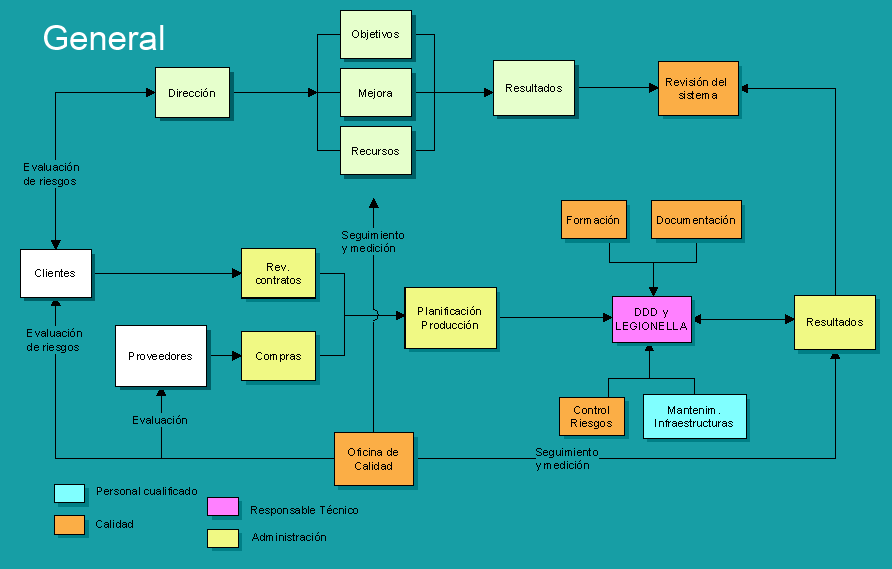 General
Objetivos
Dirección
Mejora
Resultados
Revisión del
sistema
Recursos
Evaluación
de riesgos
Seguimiento
y medición
Formación
Documentación
Clientes
Rev.
contratos
Planificación
Producción
DDD y
LEGIONELLA
Resultados
Evaluación
de riesgos
Proveedores
Compras
Evaluación
Control
Riesgos
Mantenim.
Infraestructuras
Oficina de
Calidad
Seguimiento
y medición
Personal cualificado
Responsable Técnico
Calidad
Administración